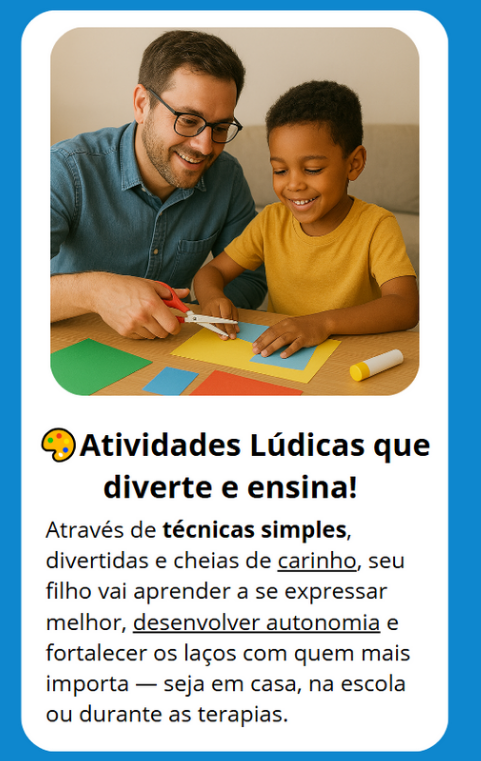 🎨Atividades Lúdicas que
diverte e ensina!
Através de técnicas simples,
divertidas e cheias de carinho, seu
filho vai aprender a se expressar
melhor, desenvolver autonomia e
fortalecer os laços com quem mais
importa — seja em casa, na escola
ou durante as terapias.